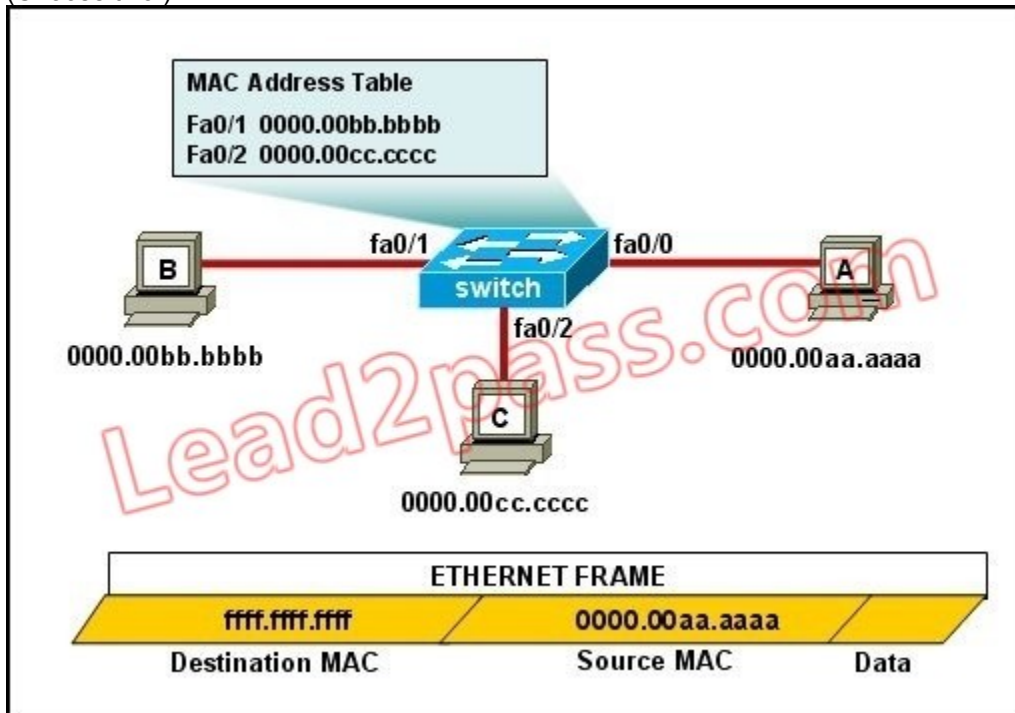 MAC Address Table
Fa0/1 0000.00bb.bbbb
Fa0/2 0000.00cc.cccc
fa0/1
fa0/0
B
switch
A
fa0/2
0000.00bb.bbbb
0000.00aa.aaaa
C
0000.00cc.cccc
Lead2pass.com
ETHERNET FRAME
ffff.ffff.ffff
0000.00aa.aaaa
Destination MAC
Source MAC
Data